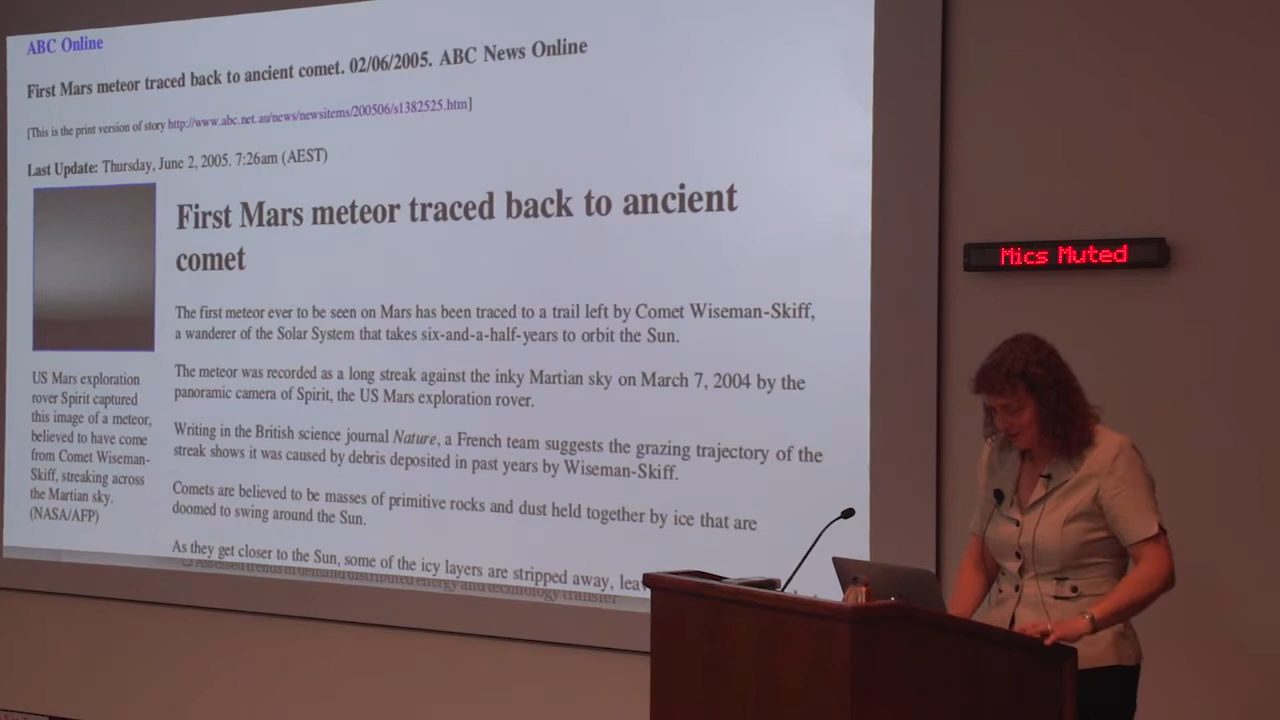 ABC Online
First Mars meteor traced back to ancient comet. 02/06/2005. ABC News Online
[This is the print version of story http://www.abc.net.au/news/newsitems/200506/s1382525.htm]
Last Update: Thursday, June 2, 2005. 7:26am (AEST)
First Mars meteor traced back to ancient
comet
The first meteor ever to be seen on Mars has been traced to a trail left by Comet Wiseman-Skiff,
a wanderer of the Solar System that takes six-and-a-half-years to orbit the Sun.
The meteor was recorded as a long streak against the inky Martian sky on March 7, 2004 by the
panoramic camera of Spirit, the US Mars exploration rover.
Writing in the British science journal Nature, a French team suggests the grazing trajectory of the
streak shows it was caused by debris deposited in past years by Wiseman-Skiff.
Comets are believed to be masses of primitive rocks and dust held together by ice that are
doomed to swing around the Sun.
As they get closer to the Sun, some of the icy layers are stripped away,
Assessed trends in demand distributed energy and technology transfer
US Mars exploration
rover Spirit captured
this image of a meteor,
believed to have come
from Comet Wiseman-
Skiff, streaking across
the Martian sky.
(NASA/AFP)
Mics Muted